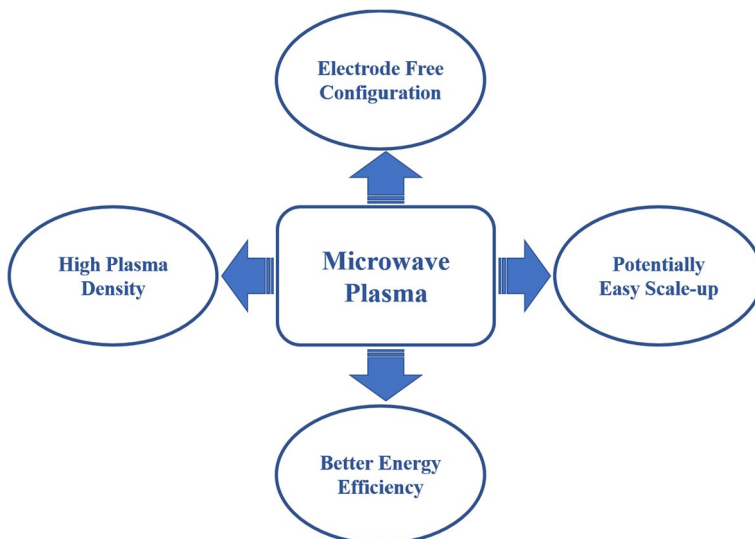 Electrode Free
Configuration
High Plasma
Density
Microwave
Plasma
Potentially
Easy Scale-up
Better Energy
Efficiency